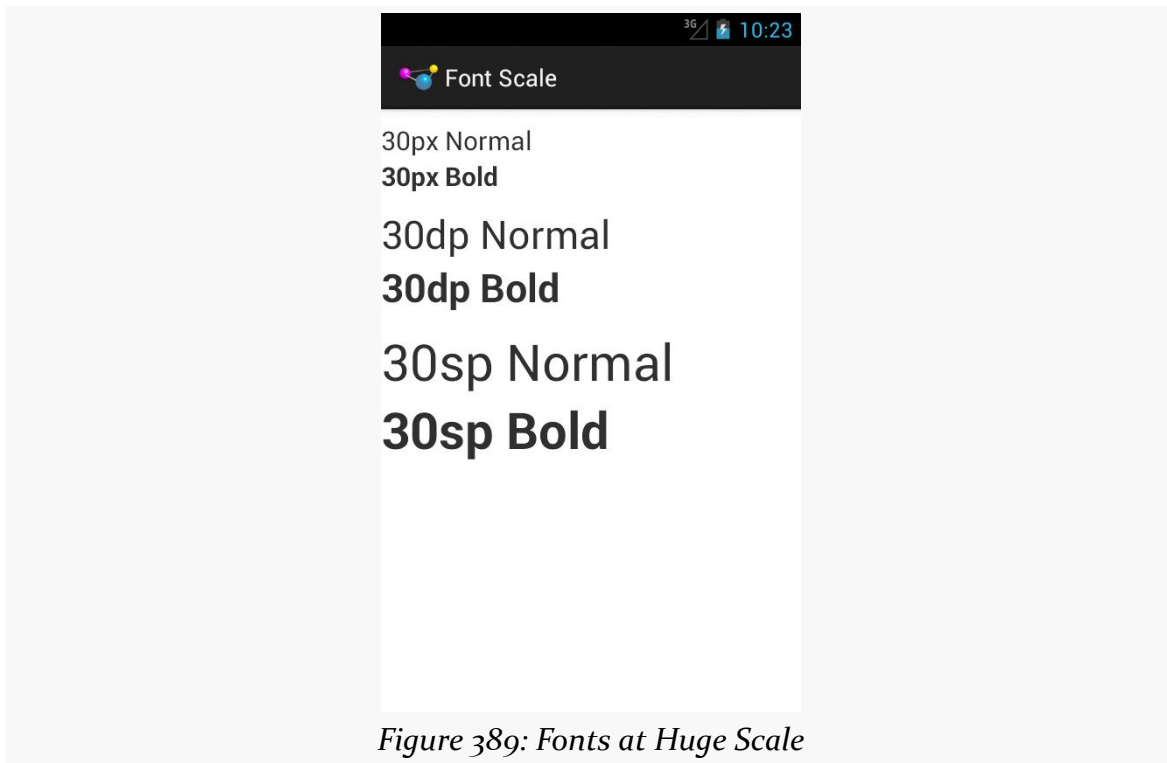 3G 10:23
Font Scale
30px Normal
30px Bold
30dp Normal
30dp Bold
30sp Normal
30sp Bold
Figure 389: Fonts at Huge Scale